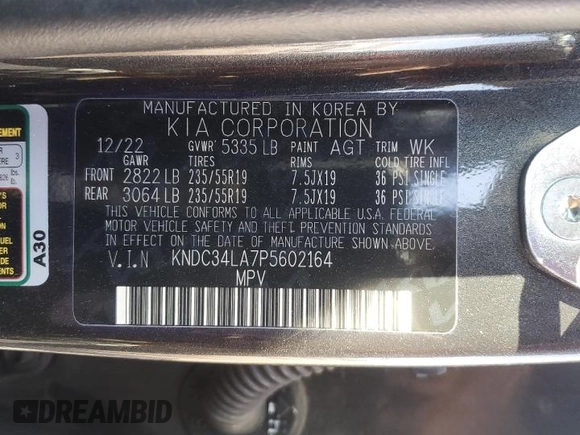 MANUFACTURED IN KOREA BY
KIA CORPORATION
12/22 GVWR 5335 LB PAINT AGT TRIM WK
GAWR TIRES RIMS COLD TIRE INFL
FRONT 2822 LB 235/55R19 7.5JX19 36 PSI SINGLE
REAR 3064 LB 235/55R19 7.5JX19 36 PSI SINGLE
THIS VEHICLE CONFORMS TO ALL APPLICABLE U.S.A. FEDERAL
MOTOR VEHICLE SAFETY AND THEFT PREVENTION STANDARDS
IN EFFECT ON THE DATE OF MANUFACTURE SHOWN ABOVE.
V.I.N KNDC34LA7P5602164
MPV
A30
DREAMBID